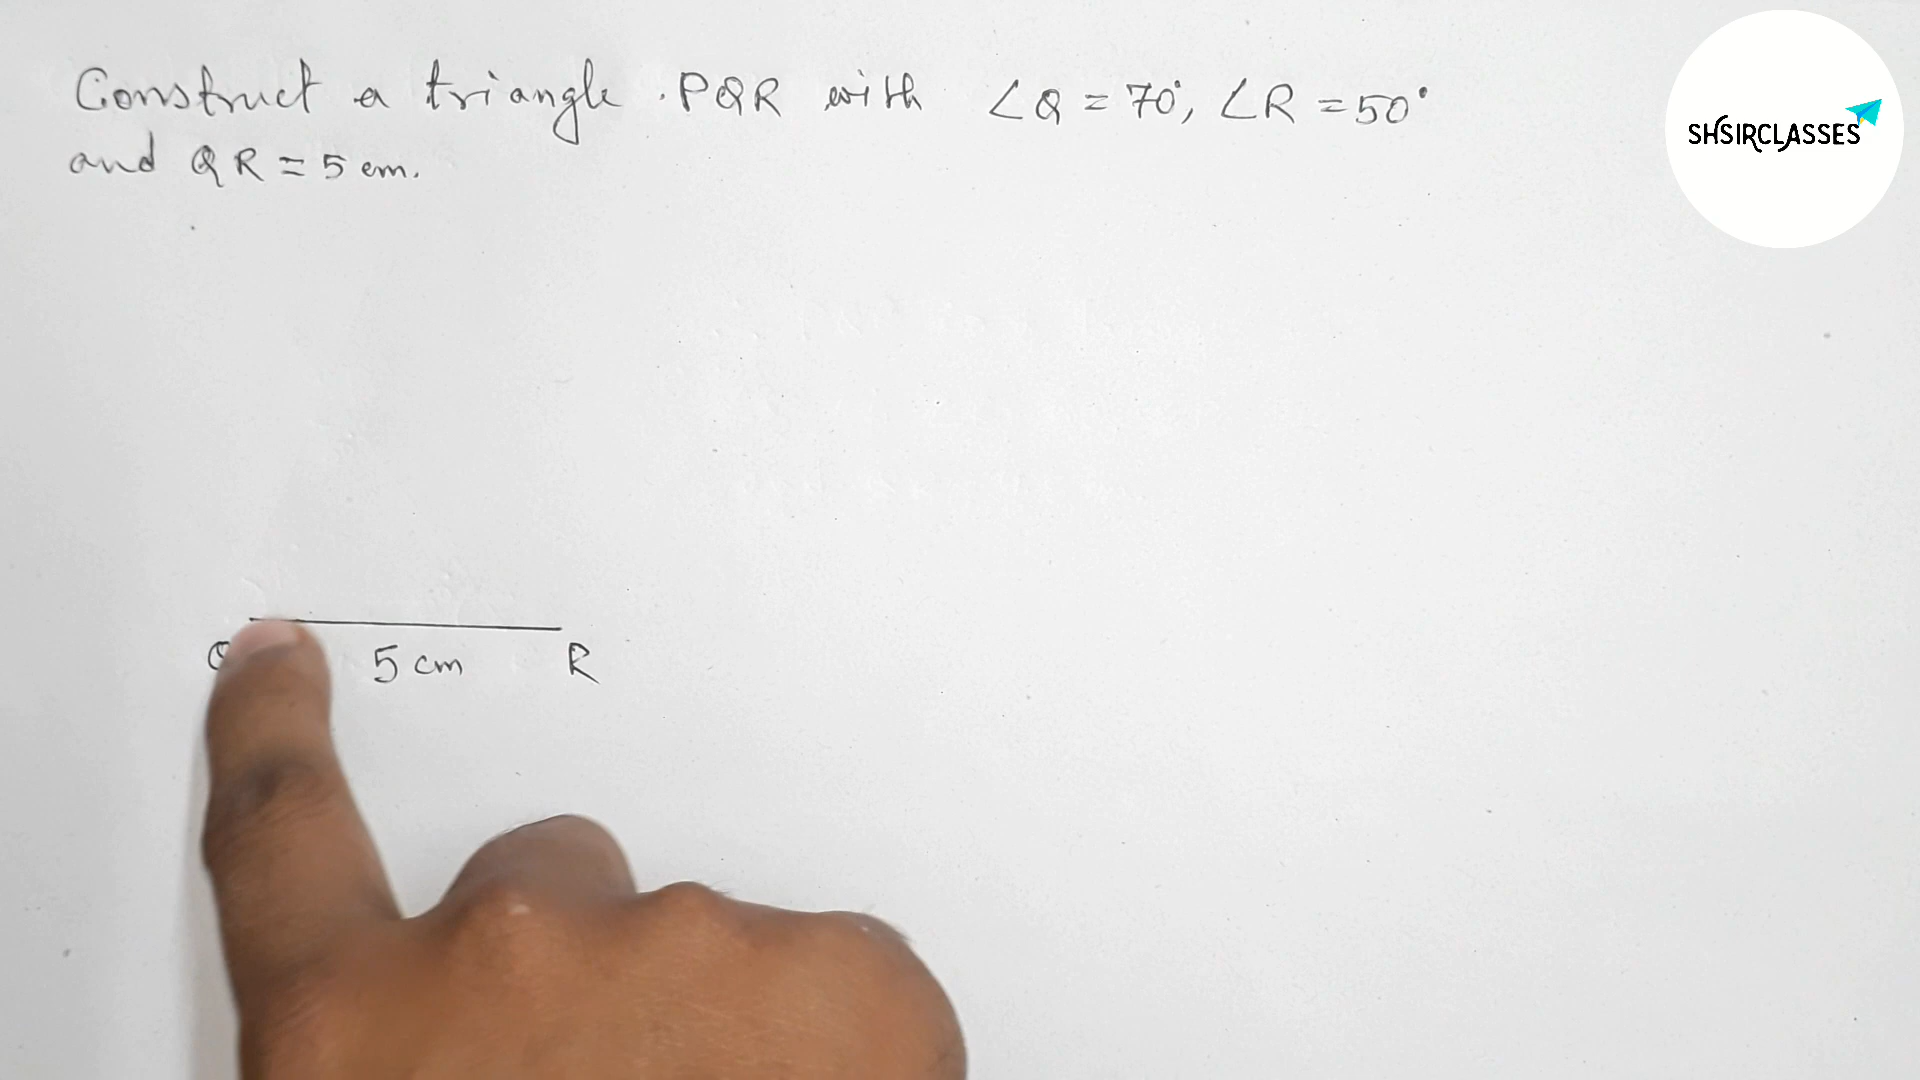 Construct a triangle PQR with ∠Q = 70°, ∠R = 50°
and QR = 5 cm.
SHSIRCLASSES
Q 5 cm R